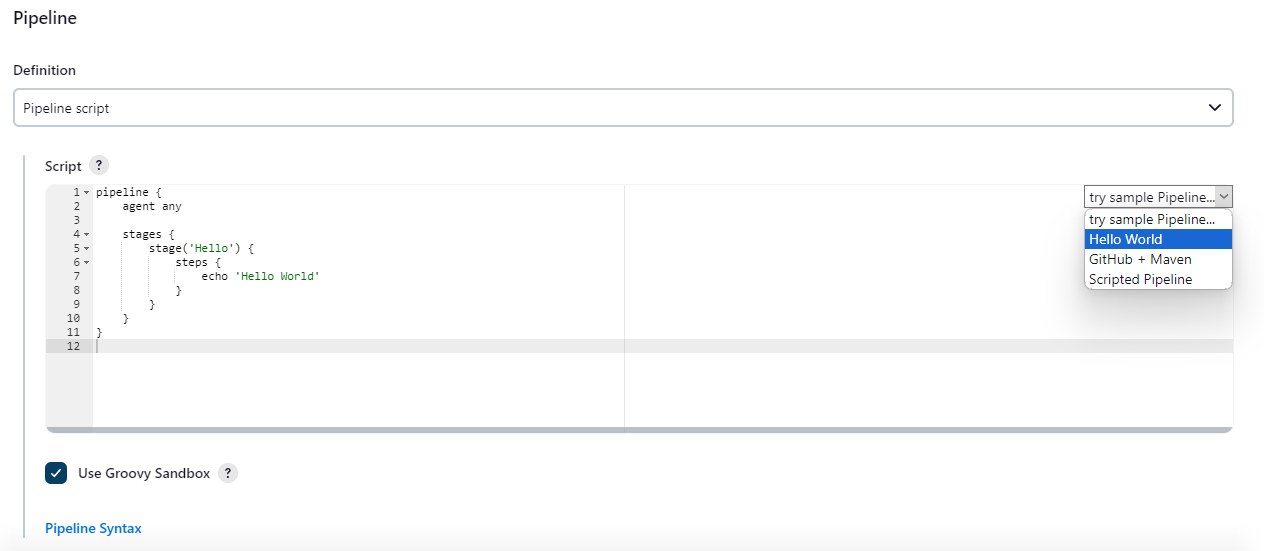 Pipeline
Definition
Pipeline script
Script ?
1 pipeline {
2     agent any
3
4     stages {
5         stage('Hello') {
6             steps {
7                 echo 'Hello World'
8             }
9         }
10     }
11 }
12
try sample Pipeline...
try sample Pipeline...
Hello World
GitHub + Maven
Scripted Pipeline
Use Groovy Sandbox ?
Pipeline Syntax